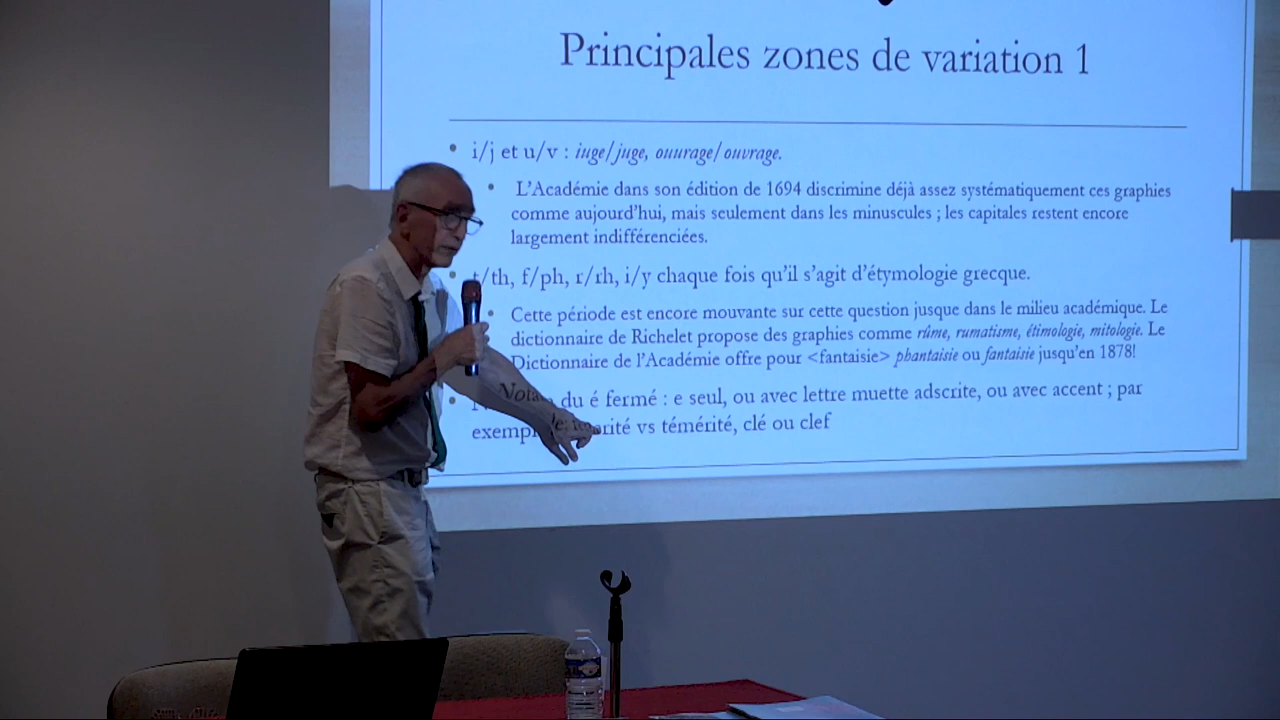 Principales zones de variation 1
• i/j et u/v : iuge/juge, ouurage/ouvrage.
• L'Académie dans son édition de 1694 discrimine déjà assez systématiquement ces graphies
comme aujourd'hui, mais seulement dans les minuscules ; les capitales restent encore
largement indifférenciées.
• t/th, f/ph, r/rh, i/y chaque fois qu'il s'agit d'étymologie grecque.
• Cette période est encore mouvante sur cette question jusque dans le milieu académique. Le
dictionnaire de Richelet propose des graphies comme rûme, rumatisme, étimologie, mitologie. Le
Dictionnaire de l'Académie offre pour <fantaisie> phantaisie ou fantaisie jusqu'en 1878!
• du é fermé : e seul, ou avec lettre muette adscrite, ou avec accent ; par
vs témérité, clé ou clef